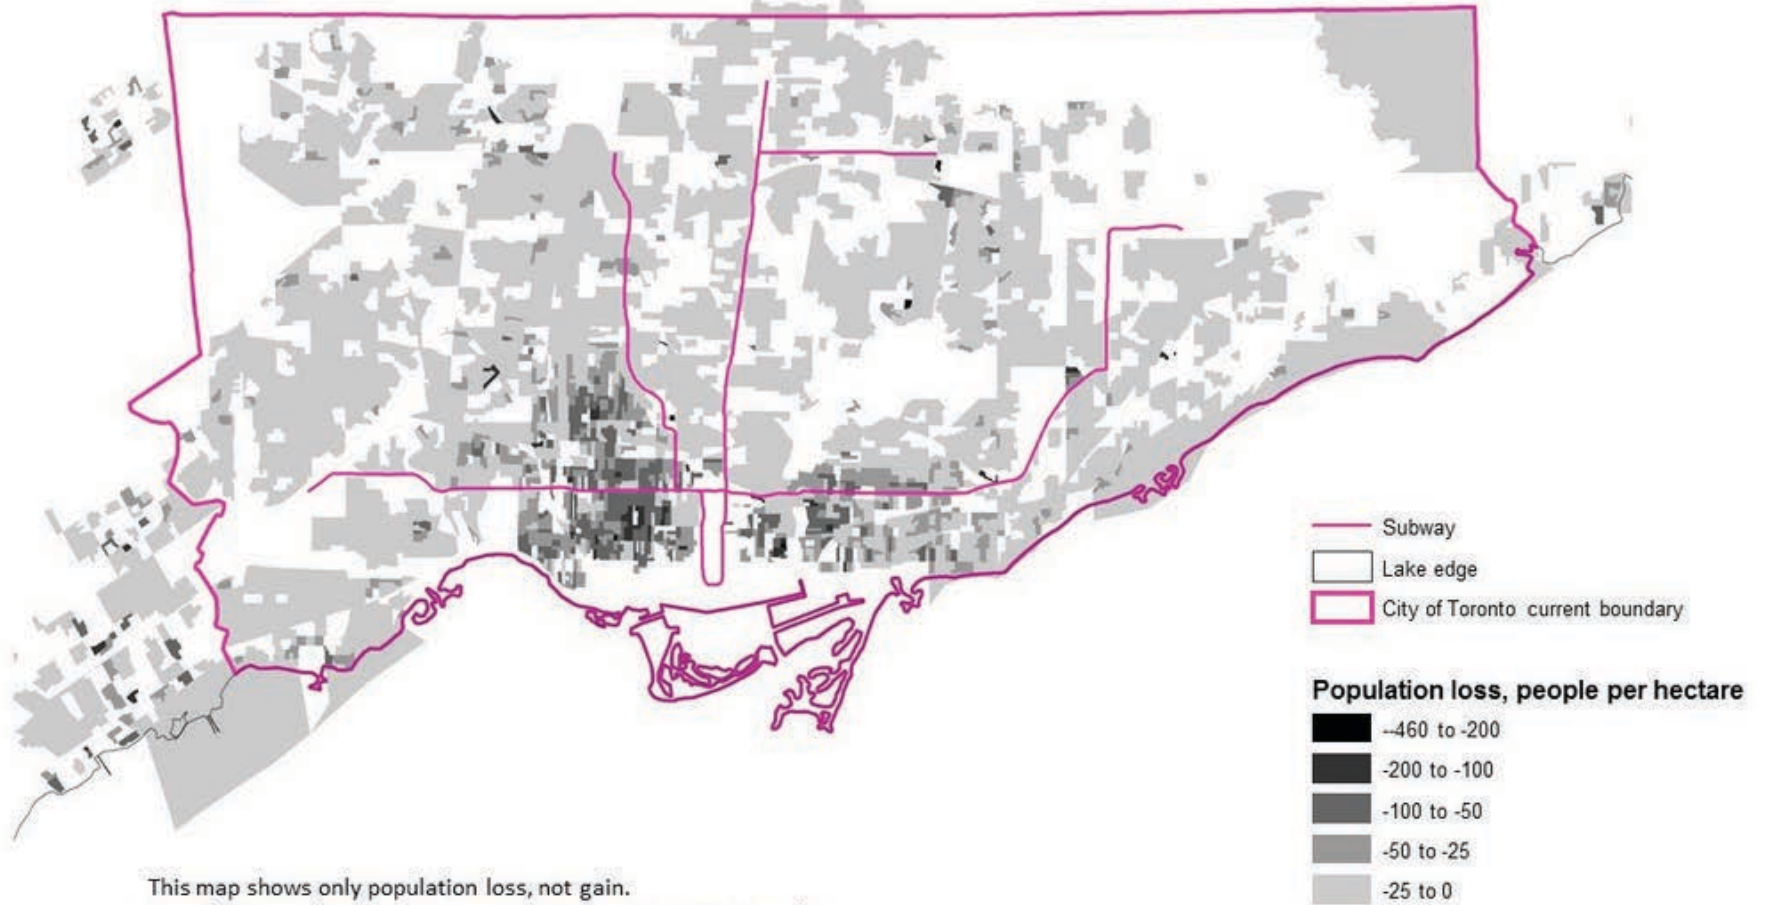 Subway
Lake edge
City of Toronto current boundary
Population loss, people per hectare
--460 to -200
-200 to -100
-100 to -50
-50 to -25
-25 to 0
This map shows only population loss, not gain.